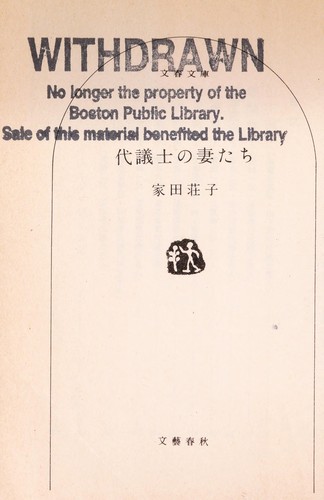 WITHDRAWN
文春文庫
No longer the property of the
Boston Public Library.
Sale of this material benefited the Library
代議士の妻たち
家田荘子
文藝春秋